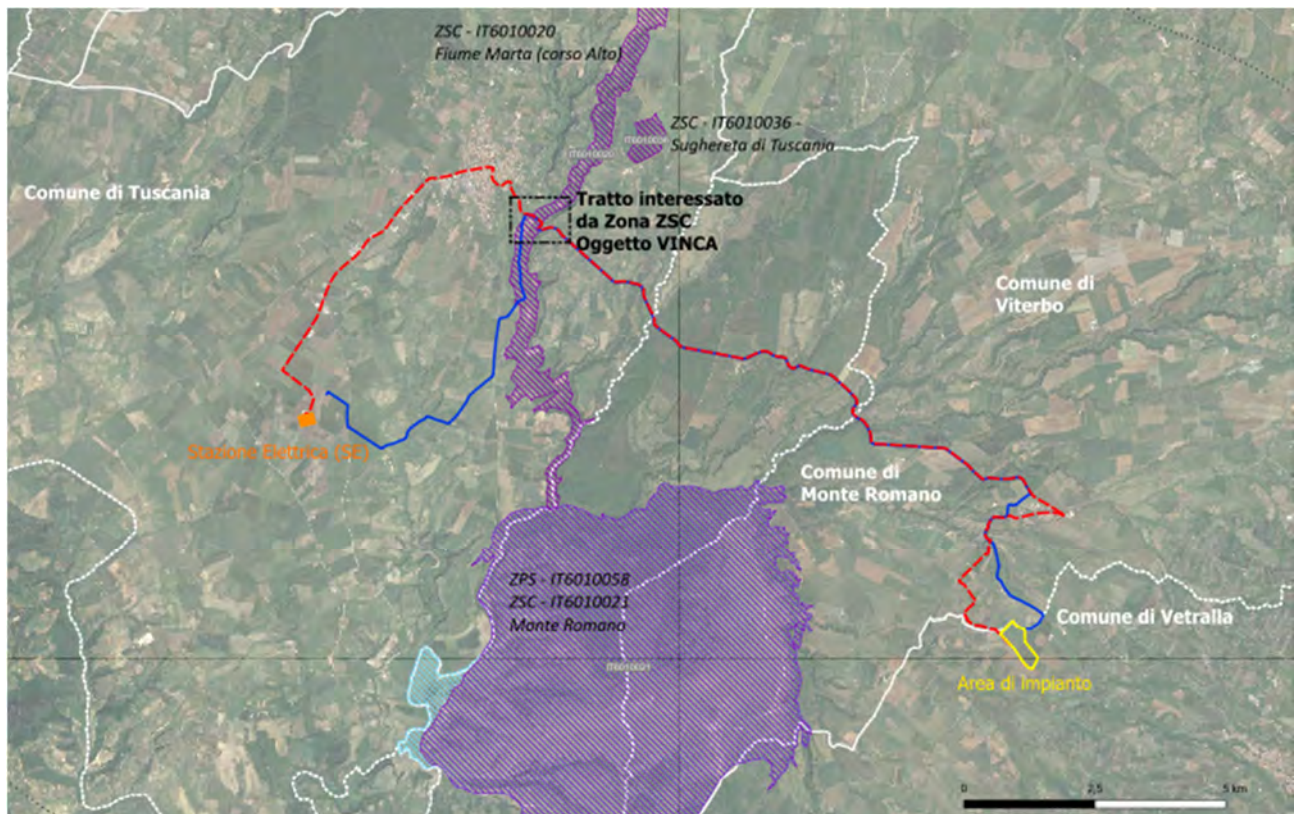 ZSC - IT6010020
Fiume Marta (corso Alto)
ZSC - IT6010036 -
Sughereta di Tuscania
IT6010020
Comune di Tuscania
Tratto interessato
da Zona ZSC
Oggetto VINCA
Comune di
Viterbo
Stazione Elettrica (SE)
Comune di
Monte Romano
ZPS - IT6010058
ZSC - IT6010021
Monte Romano
Comune di Vetralla
Area di Impianto
0 2,5 5 km